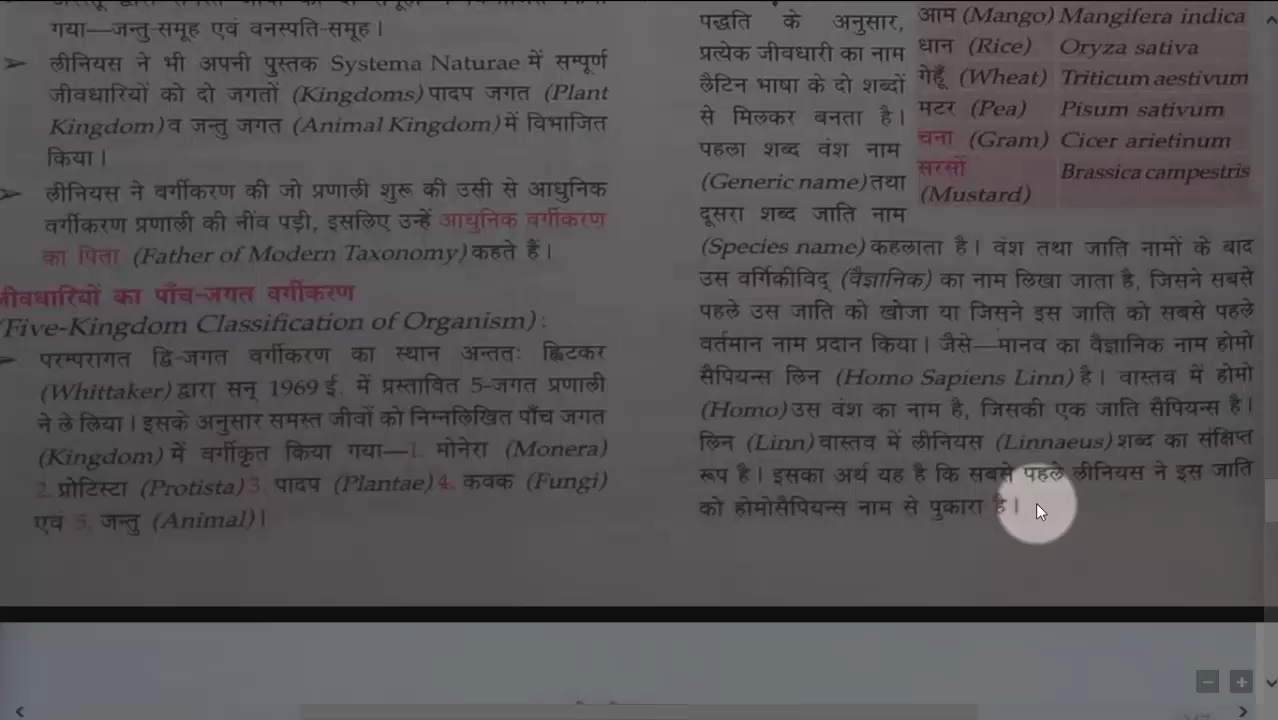 गया—जन्तु-समूह एवं वनस्पति-समूह।
➢ लीनियस ने भी अपनी पुस्तक Systema Naturae में सम्पूर्ण
जीवधारियों को दो जगतों (Kingdoms) पादप जगत (Plant
Kingdom) व जन्तु जगत (Animal Kingdom) में विभाजित
किया।
➢ लीनियस ने वर्गीकरण की जो प्रणाली शुरू की उसी से आधुनिक
वर्गीकरण प्रणाली की नींव पड़ी, इसलिए उन्हें आधुनिक वर्गीकरण
का पिता (Father of Modern Taxonomy) कहते हैं।
जीवधारियों का पाँच-जगत वर्गीकरण
(Five-Kingdom Classification of Organism) :
➢ परम्परागत द्वि-जगत वर्गीकरण का स्थान अन्ततः ह्विटकर
(Whittaker) द्वारा सन् 1969 ई. में प्रस्तावित 5-जगत प्रणाली
ने ले लिया। इसके अनुसार समस्त जीवों को निम्नलिखित पाँच जगत
(Kingdom) में वर्गीकृत किया गया—1. मोनेरा (Monera)
2. प्रोटिस्टा (Protista) 3. पादप (Plantae) 4. कवक (Fungi)
एवं 5. जन्तु (Animal)।
पद्धति के अनुसार,
प्रत्येक जीवधारी का नाम
लैटिन भाषा के दो शब्दों
से मिलकर बनता है।
पहला शब्द वंश नाम
(Generic name) तथा
दूसरा शब्द जाति नाम
आम (Mango) Mangifera indica
धान (Rice) Oryza sativa
गेहूँ (Wheat) Triticum aestivum
मटर (Pea) Pisum sativum
चना (Gram) Cicer arietinum
सरसों Brassica campestris
(Mustard)
(Species name) कहलाता है। वंश तथा जाति नामों के बाद
उस वर्गिकीविद् (वैज्ञानिक) का नाम लिखा जाता है, जिसने सबसे
पहले उस जाति को खोजा या जिसने इस जाति को सबसे पहले
वर्तमान नाम प्रदान किया। जैसे—मानव का वैज्ञानिक नाम होमो
सैपियन्स लिन (Homo Sapiens Linn) है। वास्तव में होमो
(Homo) उस वंश का नाम है, जिसकी एक जाति सैपियन्स है।
लिन (Linn) वास्तव में लीनियस (Linnaeus) शब्द का संक्षिप्त
रूप है। इसका अर्थ यह है कि सबसे पहले लीनियस ने इस जाति
को होमोसैपियन्स नाम से पुकारा है।